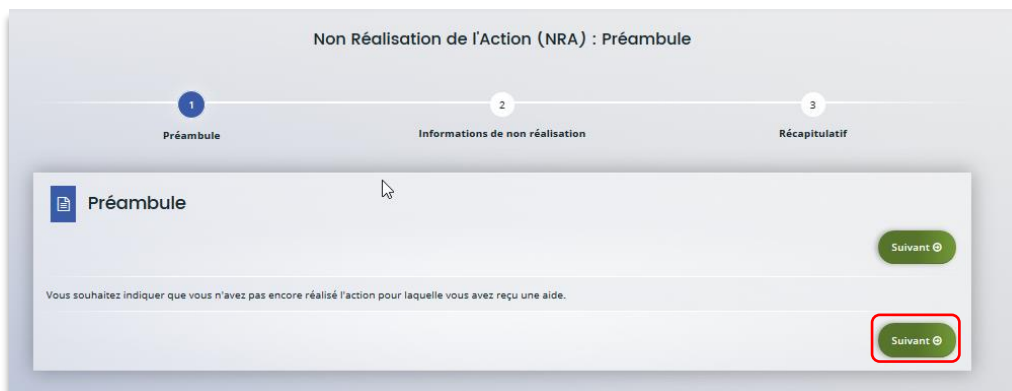 Non Réalisation de l'Action (NRA) : Préambule
1
2
3
Préambule
Informations de non réalisation
Récapitulatif
Préambule
Suivant
Vous souhaitez indiquer que vous n'avez pas encore réalisé l'action pour laquelle vous avez reçu une aide.
Suivant